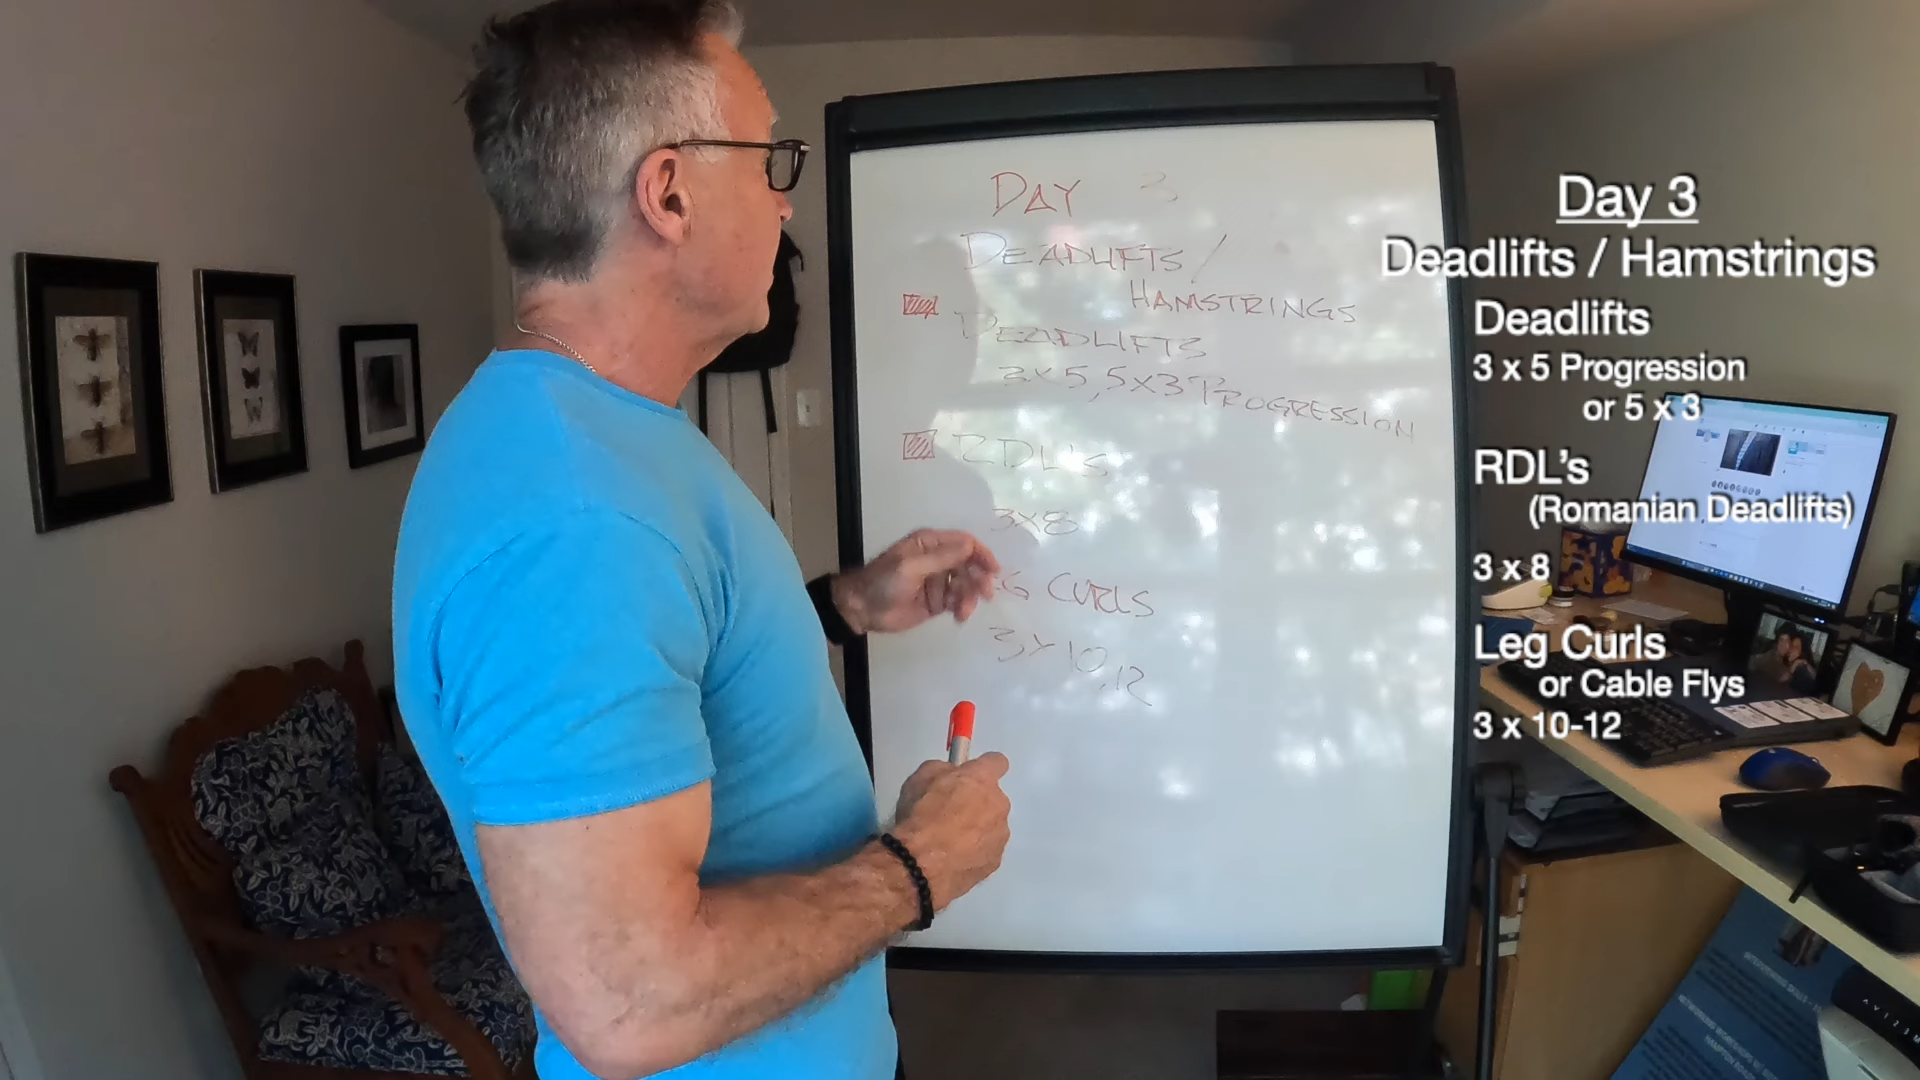 DAY 3
DEADLIFTS /
HAMSTRINGS
DEADLIFTS
3X5, 5X3 PROGRESSION
RDL'S
3X8
CURLS
3X10,12
Day 3
Deadlifts / Hamstrings
Deadlifts
3 x 5 Progression
or 5 x 3
RDL's
(Romanian Deadlifts)
3 x 8
Leg Curls
or Cable Flys
3 x 10-12